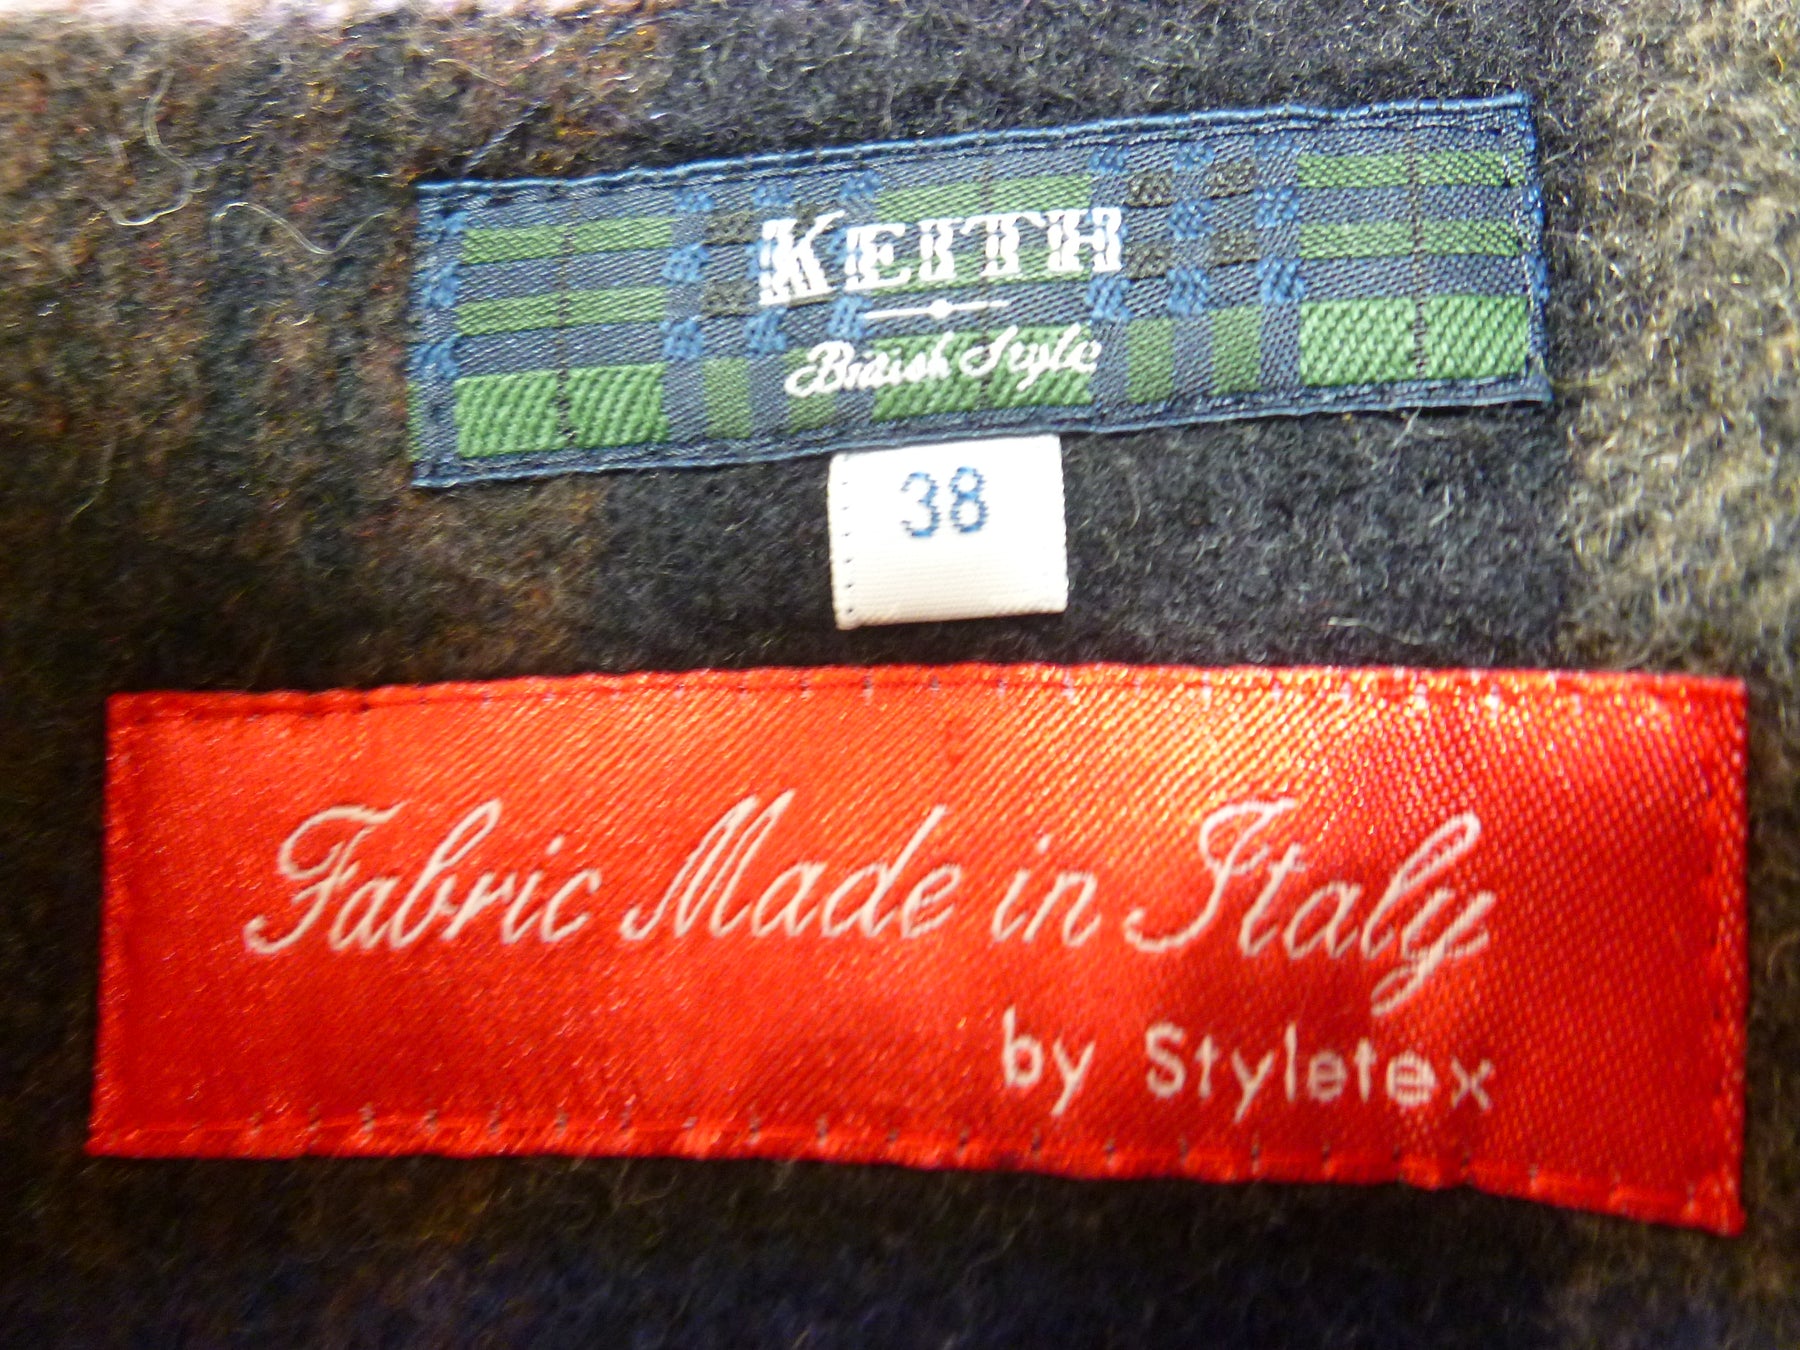 KEITH
British Style
38
Fabric Made in Italy
by Styletex